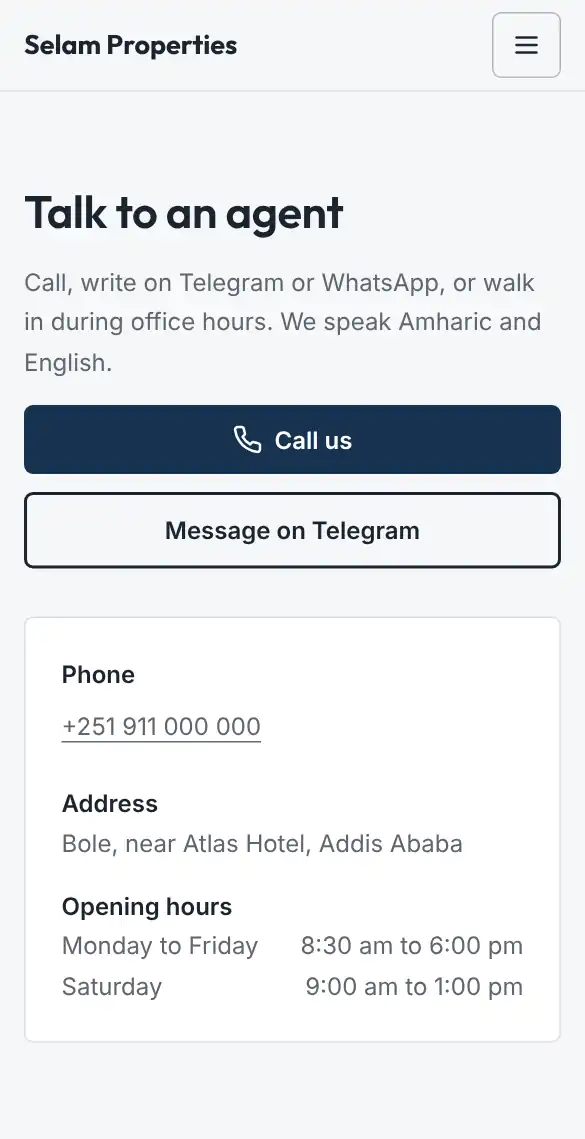 Selam Properties
Talk to an agent
Call, write on Telegram or WhatsApp, or walk
in during office hours. We speak Amharic and
English.
Call us
Message on Telegram
Phone
+251 911 000 000
Address
Bole, near Atlas Hotel, Addis Ababa
Opening hours
Monday to Friday 8:30 am to 6:00 pm
Saturday 9:00 am to 1:00 pm